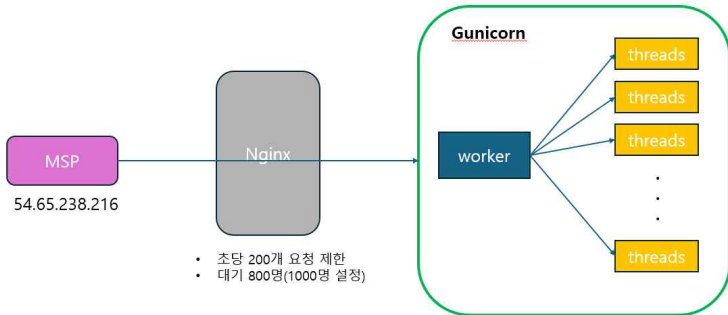 Gunicorn
threads
threads
threads
worker
Nginx
MSP
54.65.238.216
.
.
.
threads
• 초당 200개 요청 제한
• 대기 800명(1000명 설정)